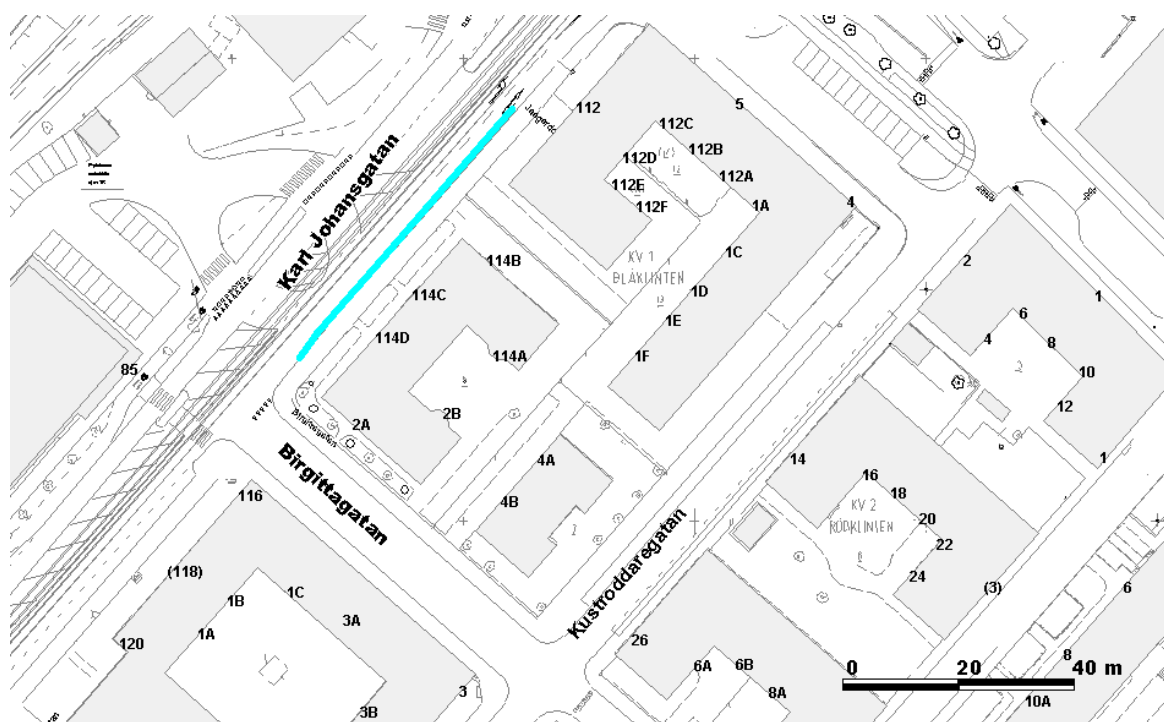 112
5
Karl Johansgatan
112C
112B
112D
112A
112E
112F
1A
4
1C
KV 1
BLÅKLINTEN
13
114B
2
1
1D
114C
1E
6
114D
4
8
1F
114A
85
10
12
2B
2A
Birgittagatan
Birgittagatan
4A
1
14
4B
16
18
KV 2
RÖDKLINTEN
20
22
24
116
(118)
1C
(3)
6
1B
3A
1A
Kustroddaregatan
26
120
6A
6B
8
0 20 40 m
3
8A
10A
3B